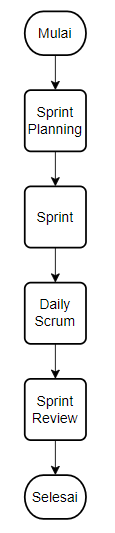 Mulai
Sprint
Planning
Sprint
Daily
Scrum
Sprint
Review
Selesai